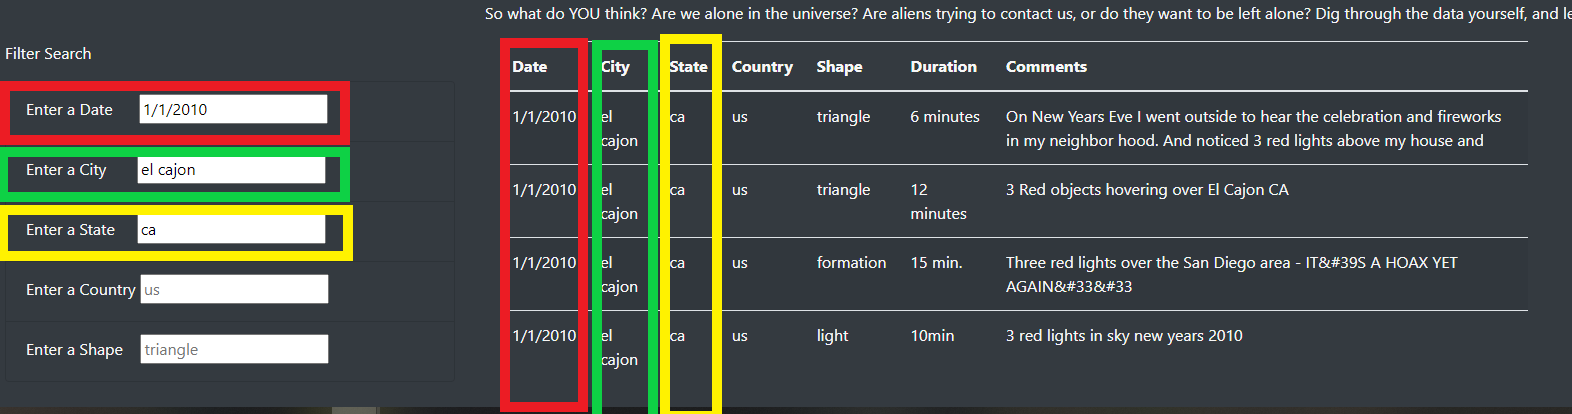 So what do YOU think? Are we alone in the universe? Are aliens trying to contact us, or do they want to be left alone? Dig through the data yourself, and le
Filter Search
Enter a Date 1/1/2010
Enter a City el cajon
Enter a State ca
Enter a Country us
Enter a Shape triangle
Date City State Country Shape Duration Comments
1/1/2010 el ca us triangle 6 minutes On New Years Eve I went outside to hear the celebration and fireworks
cajon in my neighbor hood. And noticed 3 red lights above my house and
1/1/2010 el ca us triangle 12 3 Red objects hovering over El Cajon CA
cajon minutes
1/1/2010 el ca us formation 15 min. Three red lights over the San Diego area - IT&#39S A HOAX YET
cajon AGAIN&#33&#33
1/1/2010 el ca us light 10min 3 red lights in sky new years 2010
cajon